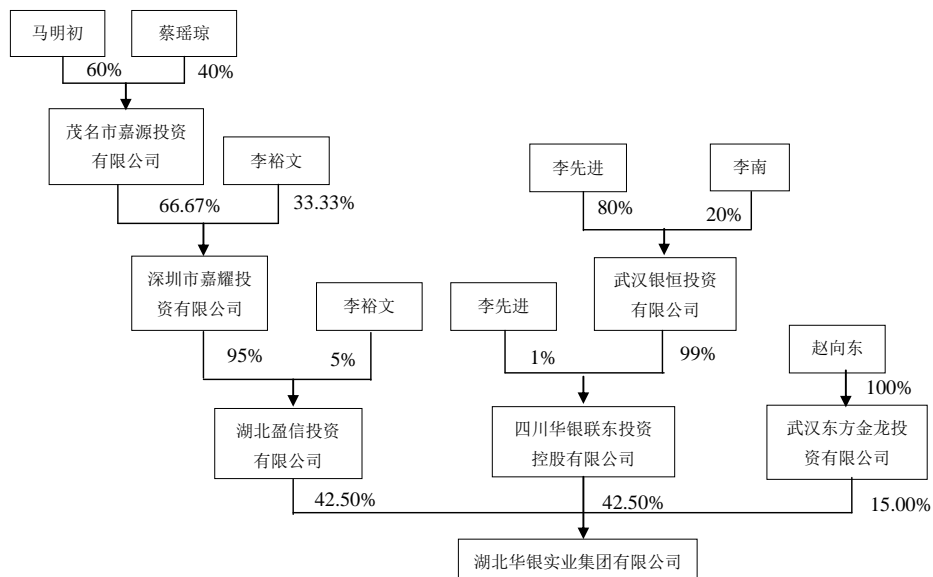 马明初
蔡瑶琼
60%
40%
茂名市嘉源投资
有限公司
李裕文
李先进
李南
66.67%
33.33%
80%
20%
深圳市嘉耀投
资有限公司
李裕文
李先进
武汉银恒投资
有限公司
赵向东
95%
5%
1%
99%
100%
湖北盈信投资
有限公司
四川华银联东投资
控股有限公司
武汉东方金龙投
资有限公司
42.50%
42.50%
15.00%
湖北华银实业集团有限公司